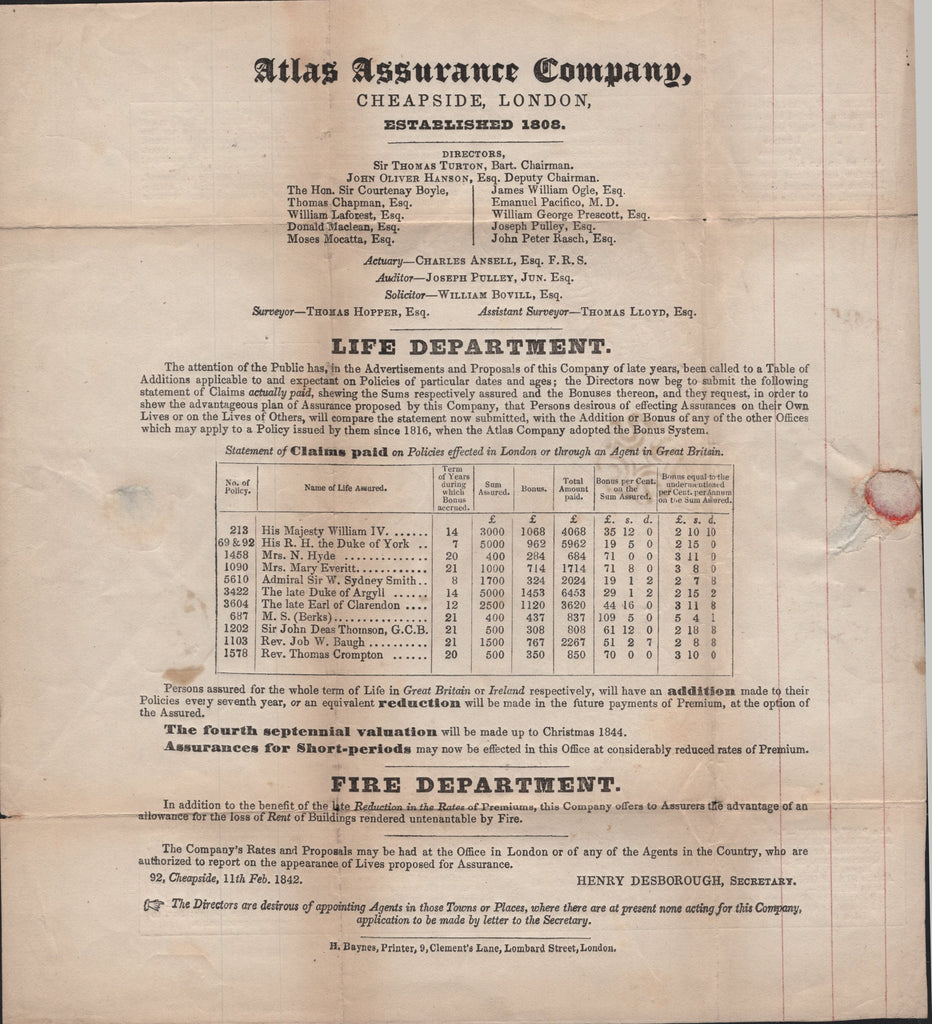 Atlas Assurance Company,
CHEAPSIDE, LONDON,
ESTABLISHED 1808.
DIRECTORS,
Sir THOMAS TURTON, Bart. Chairman.
JOHN OLIVER HANSON, Esq. Deputy Chairman.
The Hon. Sir Courtenay Boyle, James William Ogle, Esq.
Thomas Chapman, Esq. Emanuel Pacifico, M. D.
William Laforest, Esq. William George Prescott, Esq.
Donald Maclean, Esq. Joseph Pulley, Esq.
Moses Mocatta, Esq. John Peter Rasch, Esq.
Actuary—CHARLES ANSELL, Esq. F. R. S.
Auditor—JOSEPH PULLEY, JUN. Esq.
Solicitor—WILLIAM BOVILL, Esq.
Surveyor—THOMAS HOPPER, Esq. Assistant Surveyor—THOMAS LLOYD, Esq.
LIFE DEPARTMENT.
The attention of the Public has, in the Advertisements and Proposals of this Company of late years, been called to a Table of
Additions applicable to and expectant on Policies of particular dates and ages; the Directors now beg to submit the following
statement of Claims actually paid, shewing the Sums respectively assured and the Bonuses thereon, and they request, in order to
shew the advantageous plan of Assurance proposed by this Company, that Persons desirous of effecting Assurances on their Own
Lives or on the Lives of Others, will compare the statement now submitted, with the Addition or Bonus of any of the other Offices
which may apply to a Policy issued by them since 1816, when the Atlas Company adopted the Bonus System.
Statement of Claims paid on Policies effected in London or through an Agent in Great Britain.
No. of Policy. Name of Life Assured. Term of Years during which Bonus accrued. Sum Assured. Bonus. Total Amount paid. Bonus per Cent. on the Sum Assured. Bonus equal to the undermentioned per Cent. per Annum on the Sum Assured.
£ £ £ £. s. d. £. s. d.
213 His Majesty William IV. ...... 14 3000 1068 4068 35 12 0 2 10 10
69 & 92 His R. H. the Duke of York .. 7 5000 962 5962 19 5 0 2 15 0
1458 Mrs. N. Hyde .............. 20 400 284 684 71 0 0 3 11 0
1090 Mrs. Mary Everitt............ 21 1000 714 1714 71 8 0 3 8 0
5610 Admiral Sir W. Sydney Smith.. 8 1700 324 2024 19 1 2 2 7 8
3422 The late Duke of Argyll ...... 14 5000 1453 6453 29 1 2 2 15 2
3604 The late Earl of Clarendon .... 12 2500 1120 3620 44 16 0 3 11 8
687 M. S. (Berks).............. 21 400 437 837 109 5 0 5 4 1
1202 Sir John Deas Thomson, G.C.B. 21 500 308 808 61 12 0 2 18 8
1103 Rev. Job W. Baugh .......... 21 1500 767 2267 51 2 7 2 8 8
1578 Rev. Thomas Crompton ...... 20 500 350 850 70 0 0 3 10 0
Persons assured for the whole term of Life in Great Britain or Ireland respectively, will have an addition made to their
Policies every seventh year, or an equivalent reduction will be made in the future payments of Premium, at the option of
the Assured.
The fourth septennial valuation will be made up to Christmas 1844.
Assurances for Short-periods may now be effected in this Office at considerably reduced rates of Premium.
FIRE DEPARTMENT.
In addition to the benefit of the late Reduction in the Rates of Premiums, this Company offers to Assurers the advantage of an
allowance for the loss of Rent of Buildings rendered untenantable by Fire.
The Company's Rates and Proposals may be had at the Office in London or of any of the Agents in the Country, who are
authorized to report on the appearance of Lives proposed for Assurance.
92, Cheapside, 11th Feb. 1842. HENRY DESBOROUGH, SECRETARY.
☞ The Directors are desirous of appointing Agents in those Towns or Places, where there are at present none acting for this Company,
application to be made by letter to the Secretary.
H. Baynes, Printer, 9, Clement's Lane, Lombard Street, London.